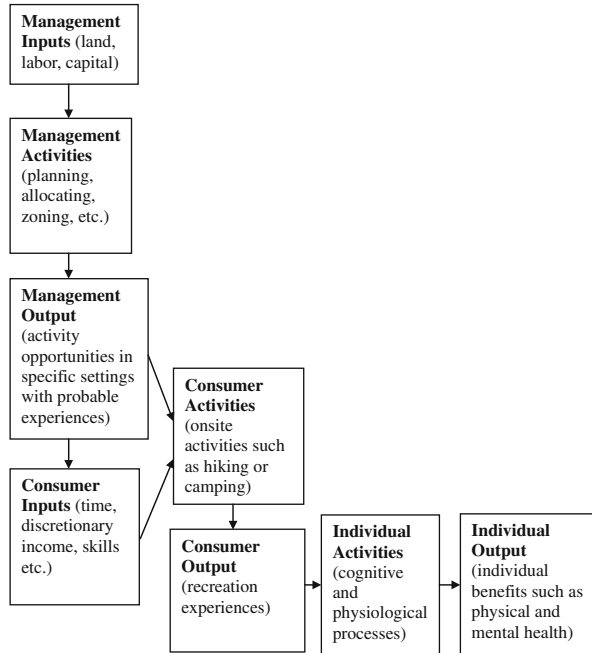 Management
Inputs (land,
labor, capital)
Management
Activities
(planning,
allocating,
zoning, etc.)
Management
Output
(activity
opportunities in
specific settings
with probable
experiences)
Consumer
Inputs (time,
discretionary
income, skills
etc.)
Consumer
Activities
(onsite
activities such
as hiking or
camping)
Consumer
Output
(recreation
experiences)
Individual
Activities
(cognitive
and
physiological
processes)
Individual
Output
(individual
benefits such as
physical and
mental health)